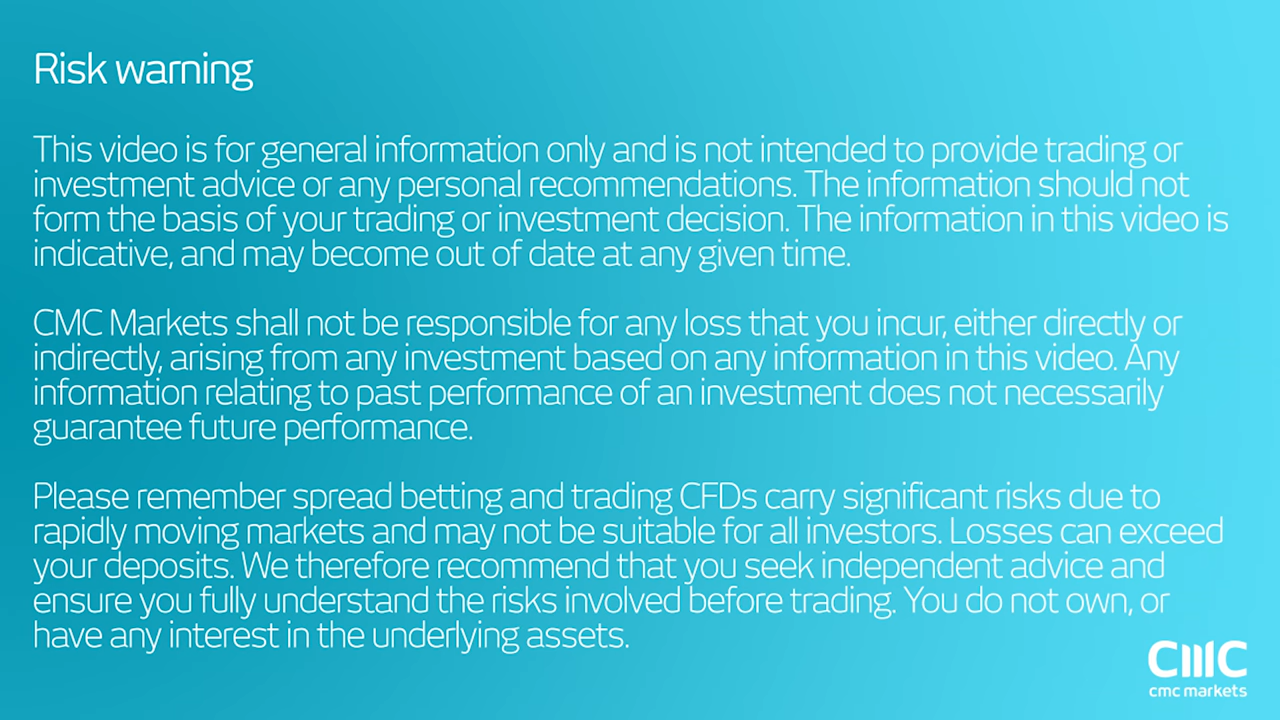 Risk warning
This video is for general information only and is not intended to provide trading or
investment advice or any personal recommendations. The information should not
form the basis of your trading or investment decision. The information in this video is
indicative, and may become out of date at any given time.
CMC Markets shall not be responsible for any loss that you incur, either directly or
indirectly, arising from any investment based on any information in this video. Any
information relating to past performance of an investment does not necessarily
guarantee future performance.
Please remember spread betting and trading CFDs carry significant risks due to
rapidly moving markets and may not be suitable for all investors. Losses can exceed
your deposits. We therefore recommend that you seek independent advice and
ensure you fully understand the risks involved before trading. You do not own, or
have any interest in the underlying assets.
CMC
cmc markets